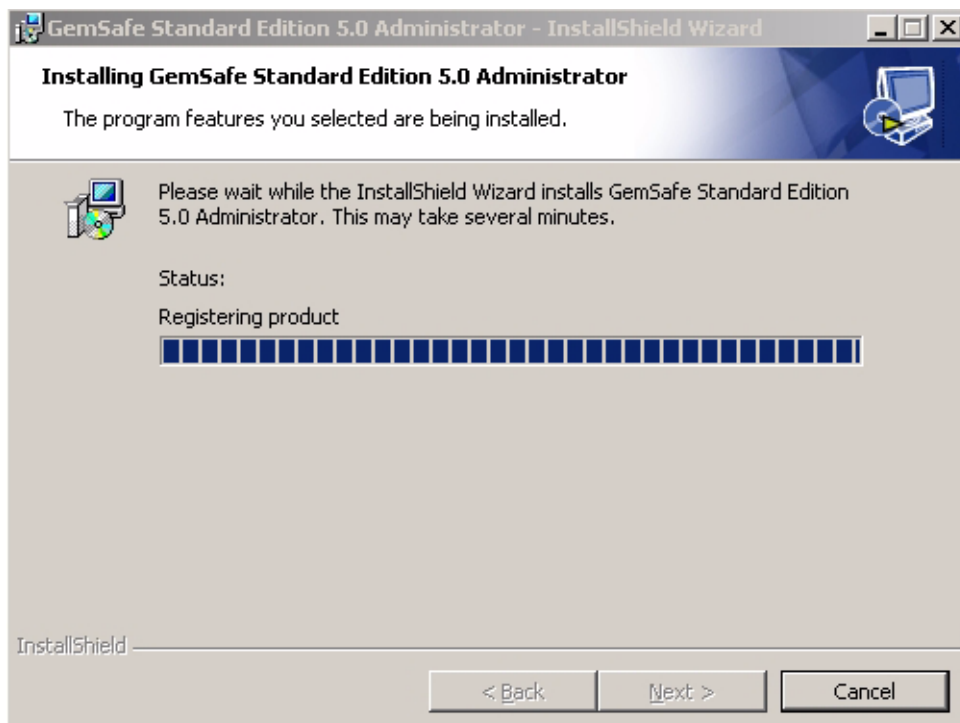 GemSafe Standard Edition 5.0 Administrator - InstallShield Wizard
Installing GemSafe Standard Edition 5.0 Administrator
The program features you selected are being installed.
Please wait while the InstallShield Wizard installs GemSafe Standard Edition
5.0 Administrator. This may take several minutes.
Status:
Registering product
InstallShield
< Back
Next >
Cancel